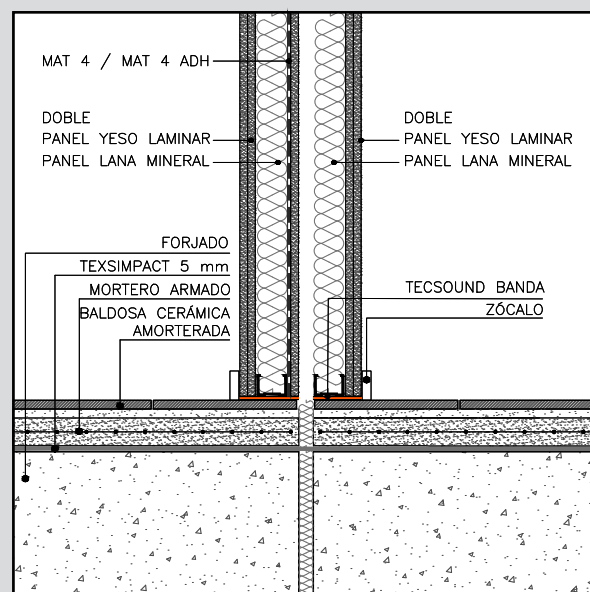 MAT 4 / MAT 4 ADH
DOBLE
PANEL YESO LAMINAR
PANEL LANA MINERAL
DOBLE
PANEL YESO LAMINAR
PANEL LANA MINERAL
FORJADO
TEXSIMPACT 5 mm
MORTERO ARMADO
BALDOSA CERÁMICA
AMORTERADA
TECSOUND BANDA
ZÓCALO